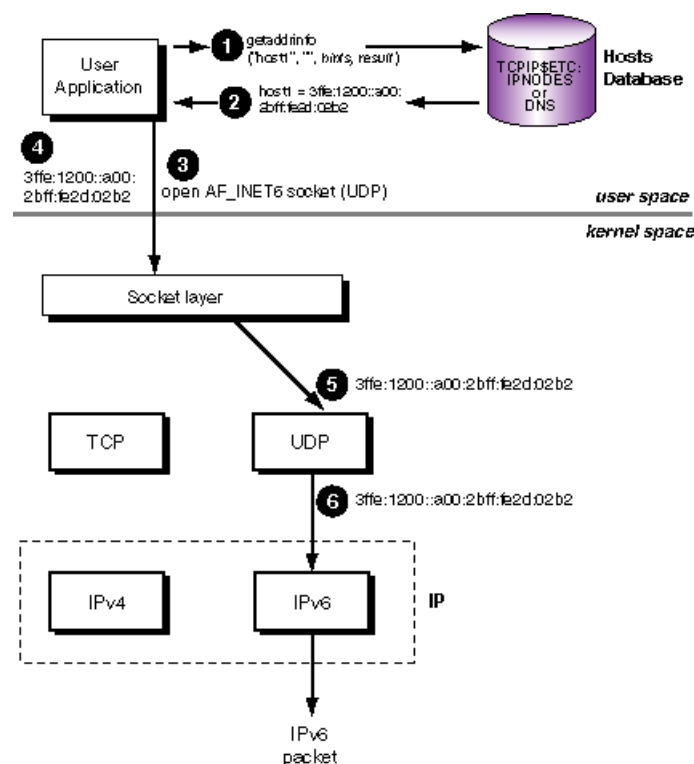 User
Application
1 getaddrinfo
("host1", "", hints, result)
TCPIP$ETC:
IPNODES
or
DNS
Hosts
Database
2 host1 = 3ffe:1200::a00:
2bff:fe2d:02b2
4
3ffe:1200::a00:
2bff:fe2d:02b2
3
open AF_INET6 socket (UDP)
user space
kernel space
Socket layer
5 3ffe:1200::a00:2bff:fe2d:02b2
TCP
UDP
6 3ffe:1200::a00:2bff:fe2d:02b2
IPv4
IPv6
IP
IPv6
packet